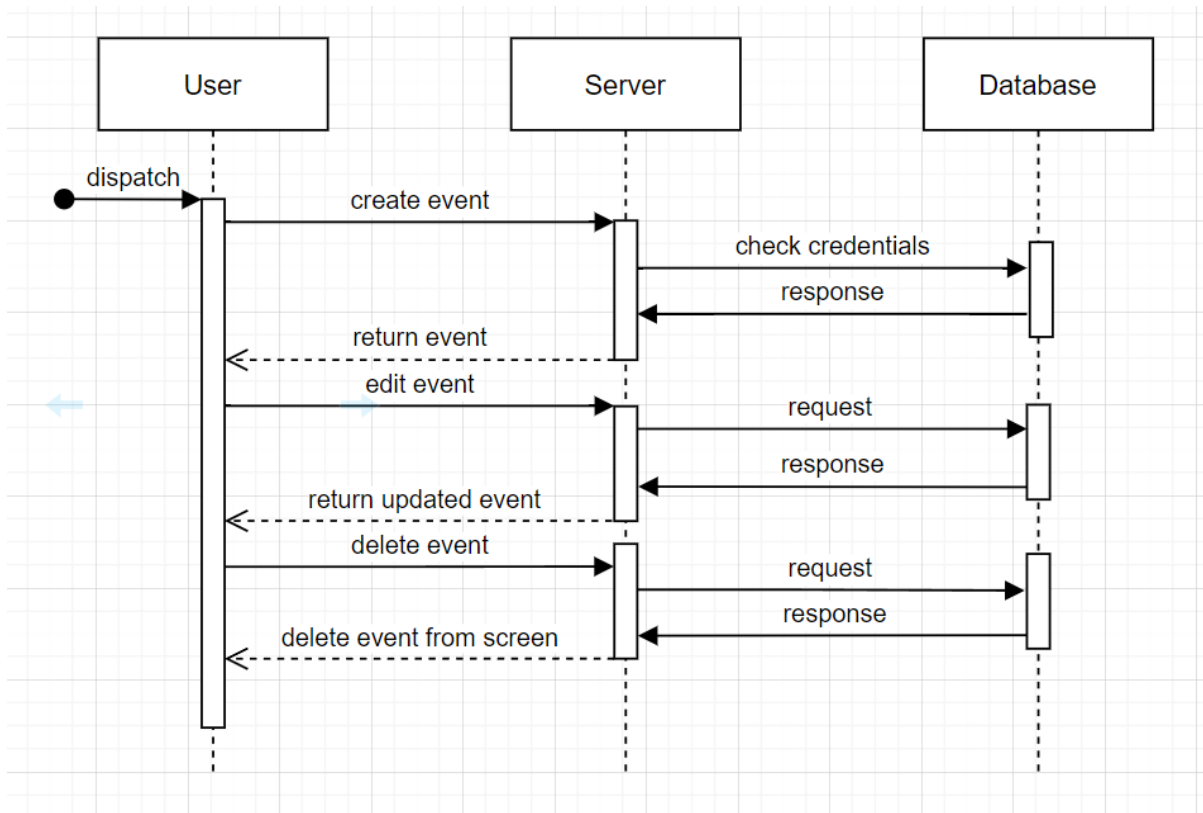 User
Server
Database
dispatch
create event
check credentials
response
return event
edit event
request
response
return updated event
delete event
request
response
delete event from screen